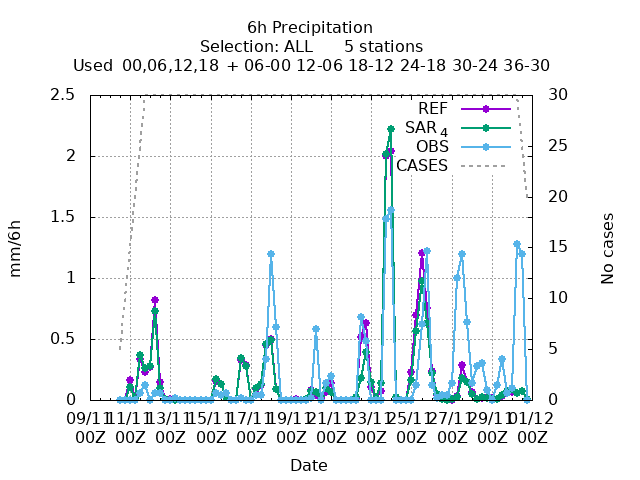 6h Precipitation
Selection: ALL 5 stations
Used 00,06,12,18 + 06-00 12-06 18-12 24-18 30-24 36-30
2.5
2
1.5
1
0.5
0
mm/6h
30
25
20
15
10
5
0
No cases
REF
SAR 4
OBS
CASES
09/11 11/11 13/11 15/11 17/11 19/11 21/11 23/11 25/11 27/11 29/11 01/12
00Z 00Z 00Z 00Z 00Z 00Z 00Z 00Z 00Z 00Z 00Z 00Z
Date